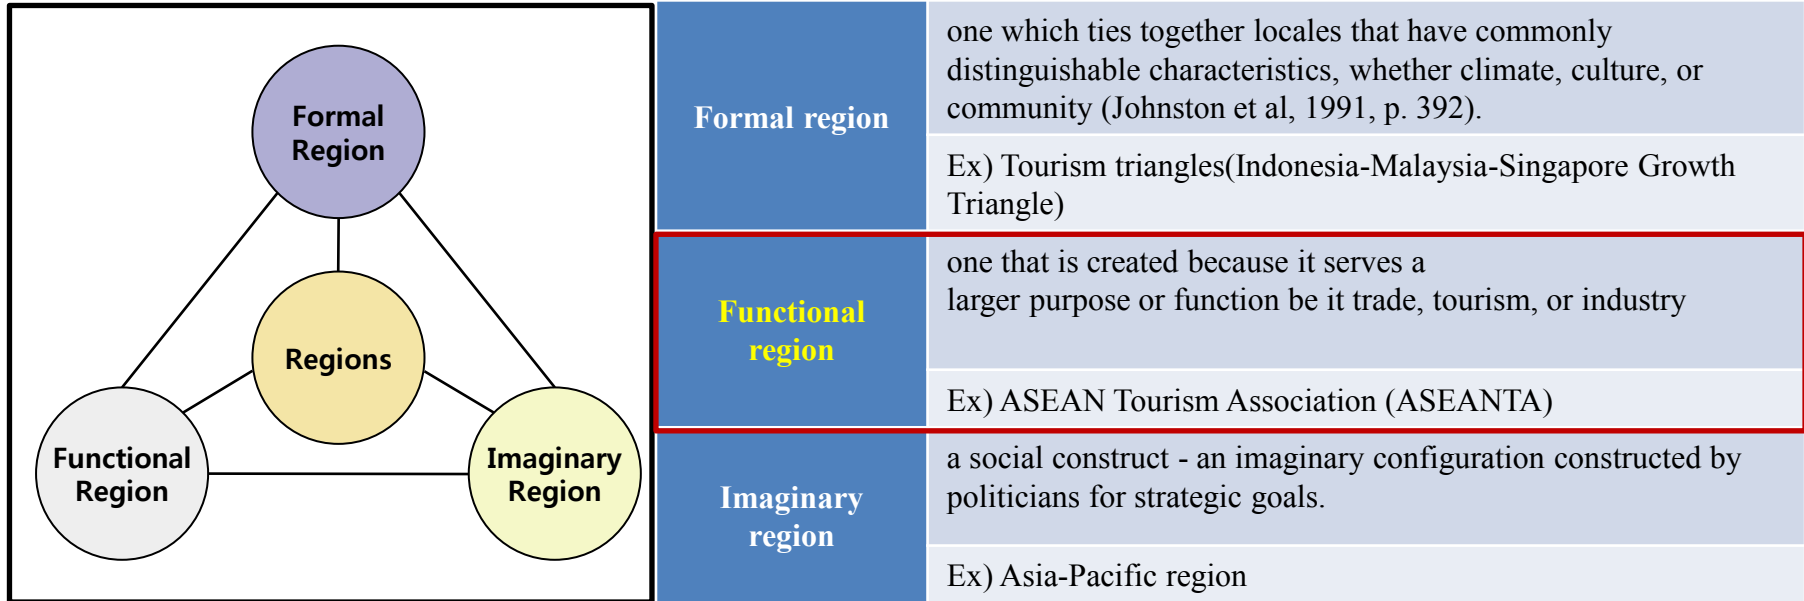 Formal
Region
Regions
Functional
Region
Imaginary
Region
Formal region
one which ties together locales that have commonly
distinguishable characteristics, whether climate, culture, or
community (Johnston et al, 1991, p. 392).
Ex) Tourism triangles(Indonesia-Malaysia-Singapore Growth
Triangle)
Functional
region
one that is created because it serves a
larger purpose or function be it trade, tourism, or industry
Ex) ASEAN Tourism Association (ASEANTA)
Imaginary
region
a social construct - an imaginary configuration constructed by
politicians for strategic goals.
Ex) Asia-Pacific region